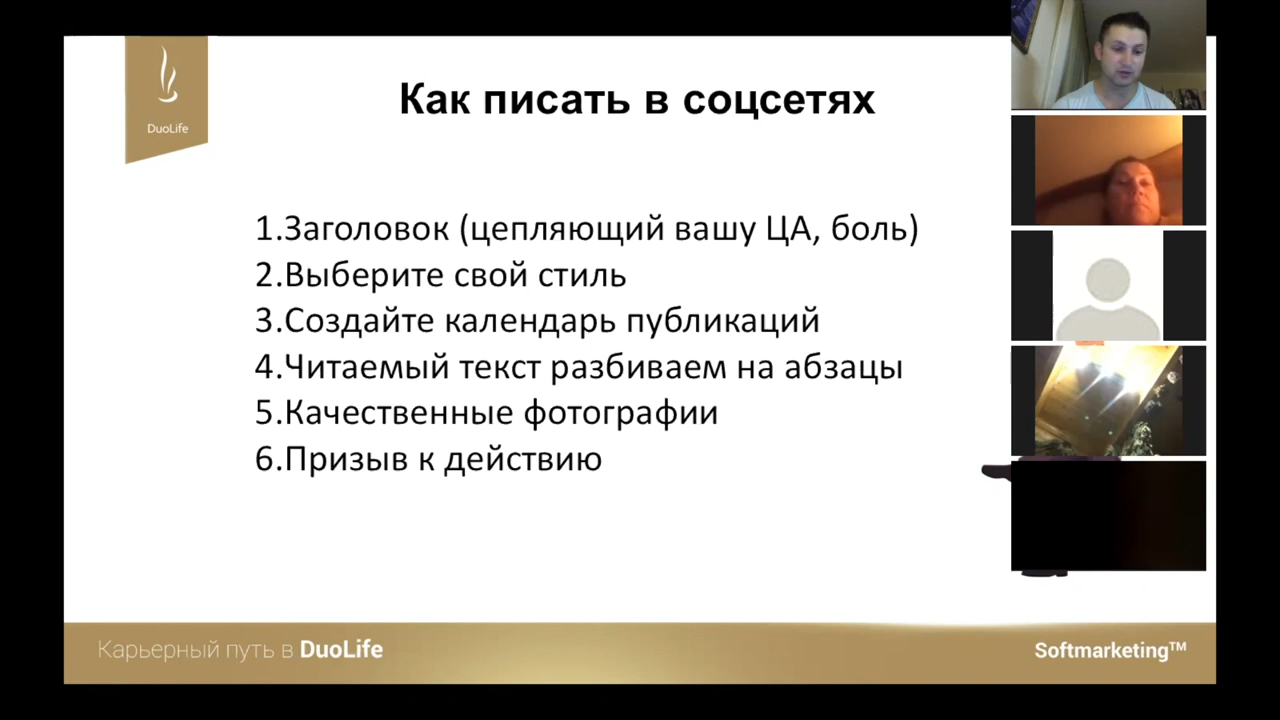 DuoLife
Как писать в соцсетях
1.Заголовок (цепляющий вашу ЦА, боль)
2.Выберите свой стиль
3.Создайте календарь публикаций
4.Читаемый текст разбиваем на абзацы
5.Качественные фотографии
6.Призыв к действию
Карьерный путь в DuoLife
Softmarketing™